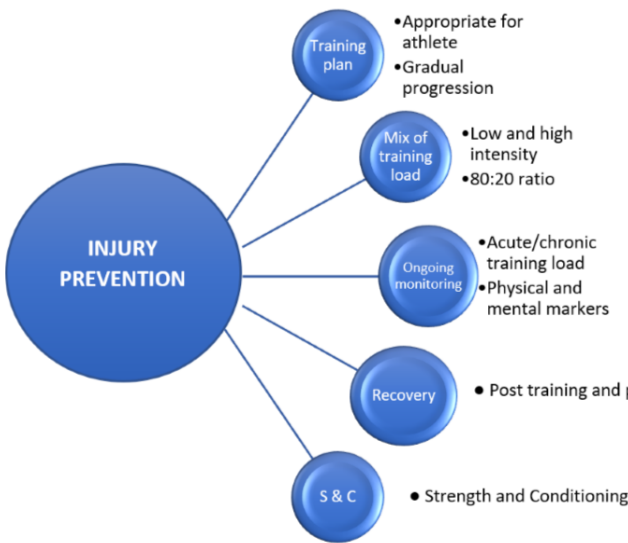 •Appropriate for
athlete
•Gradual
progression
Training
plan
•Low and high
intensity
•80:20 ratio
Mix of
training
load
INJURY
PREVENTION
•Acute/chronic
training load
•Physical and
mental markers
Ongoing
monitoring
Recovery
● Post training and
S & C
● Strength and Conditioning